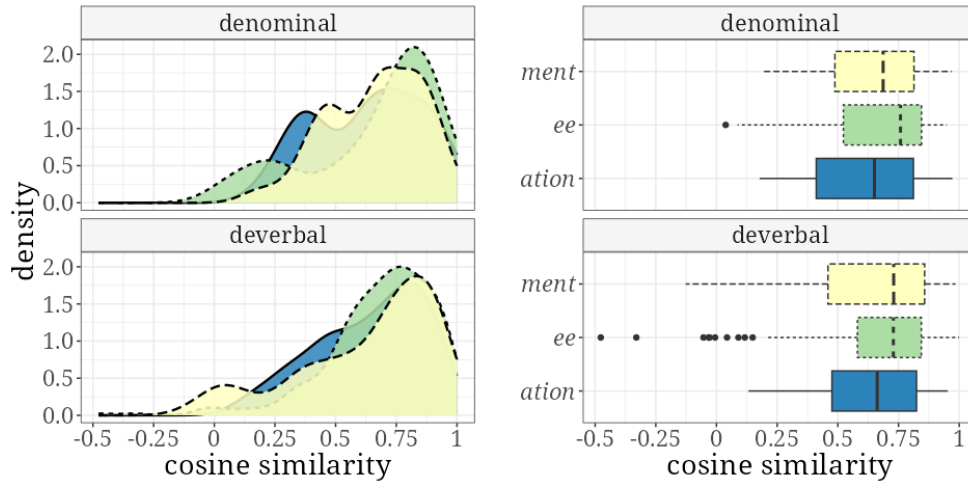 denominal
2.0
1.5
1.0
0.5
0.0
deverbal
2.0
1.5
1.0
0.5
0.0
density
-0.5 -0.25 0 0.25 0.5 0.75 1
cosine similarity
denominal
ment
ee
ation
deverbal
ment
ee
ation
-0.5 -0.25 0 0.25 0.5 0.75 1
cosine similarity